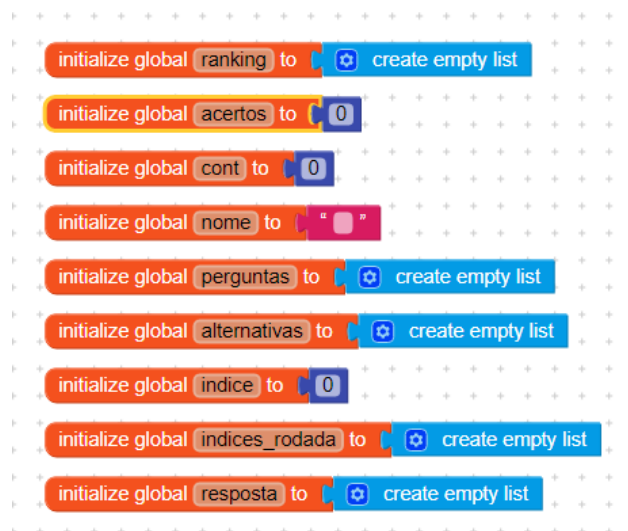 initialize global ranking to create empty list
initialize global acertos to 0
initialize global cont to 0
initialize global nome to " "
initialize global perguntas to create empty list
initialize global alternativas to create empty list
initialize global indice to 0
initialize global indices_rodada to create empty list
initialize global resposta to create empty list